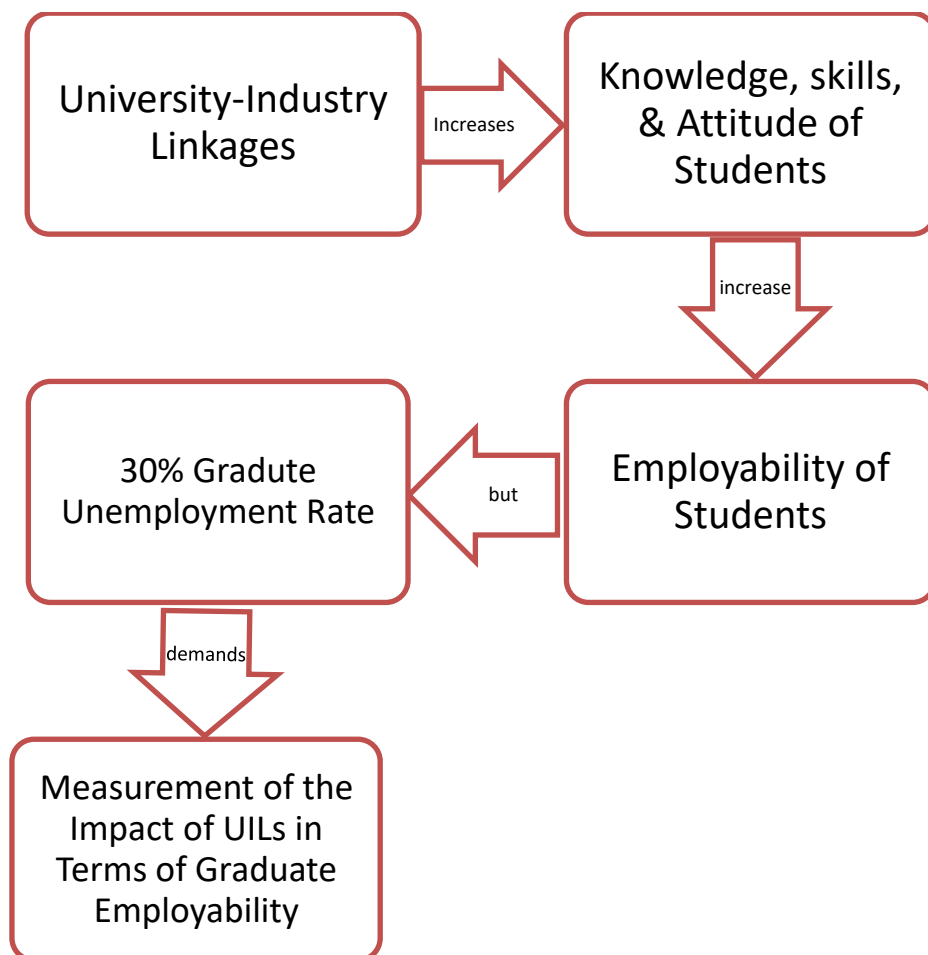 University-Industry
Linkages
Increases
Knowledge, skills,
& Attitude of
Students
increase
Employability of
Students
but
30% Gradute
Unemployment Rate
demands
Measurement of the
Impact of UILs in
Terms of Graduate
Employability